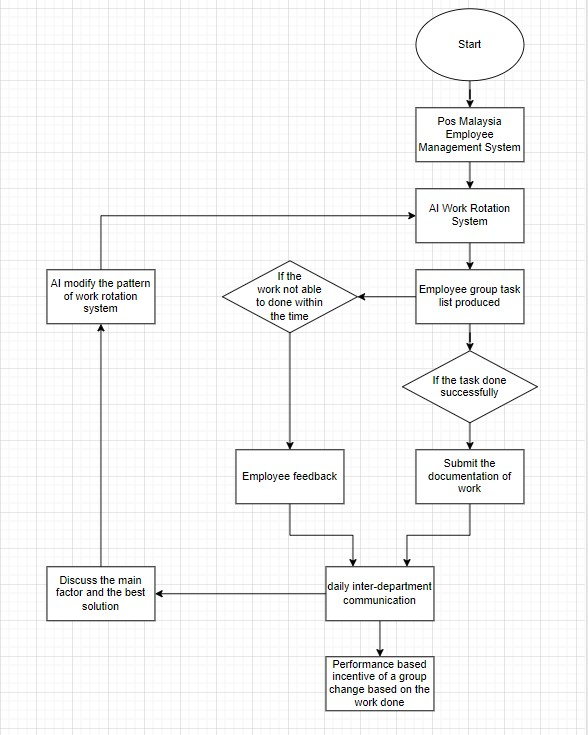 Start
Pos Malaysia
Employee
Management System
AI Work Rotation
System
AI modify the pattern
of work rotation
system
If the
work not able
to done within
the time
Employee group task
list produced
If the task done
successfully
Employee feedback
Submit the
documentation of
work
Discuss the main
factor and the best
solution
daily inter-department
communication
Performance based
incentive of a group
change based on the
work done